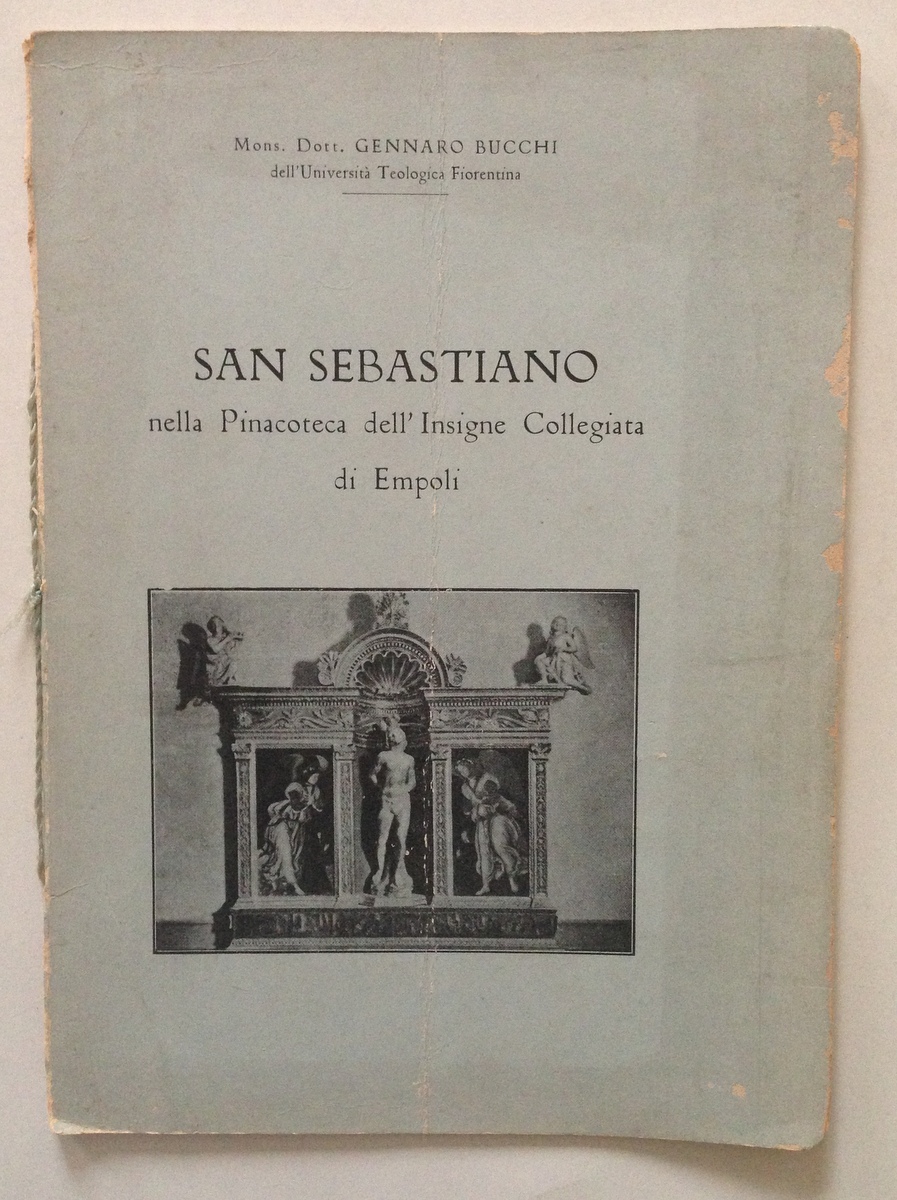 Mons. Dott. GENNARO BUCCHI
dell'Università Teologica Fiorentina
SAN SEBASTIANO
nella Pinacoteca dell'Insigne Collegiata
di Empoli